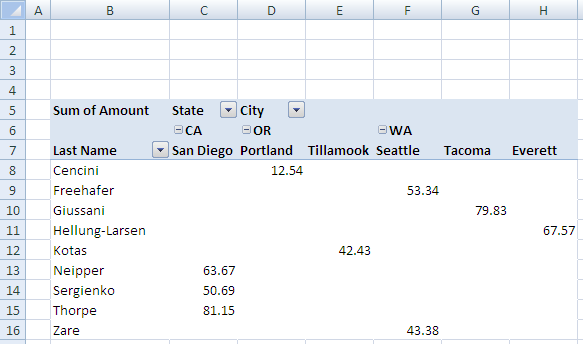 A B C D E F G H
1
2
3
4
5 Sum of Amount State City
6 CA OR WA
7 Last Name San Diego Portland Tillamook Seattle Tacoma Everett
8 Cencini 12.54
9 Freehafer 53.34
10 Giussani 79.83
11 Hellung-Larsen 67.57
12 Kotas 42.43
13 Neipper 63.67
14 Sergienko 50.69
15 Thorpe 81.15
16 Zare 43.38